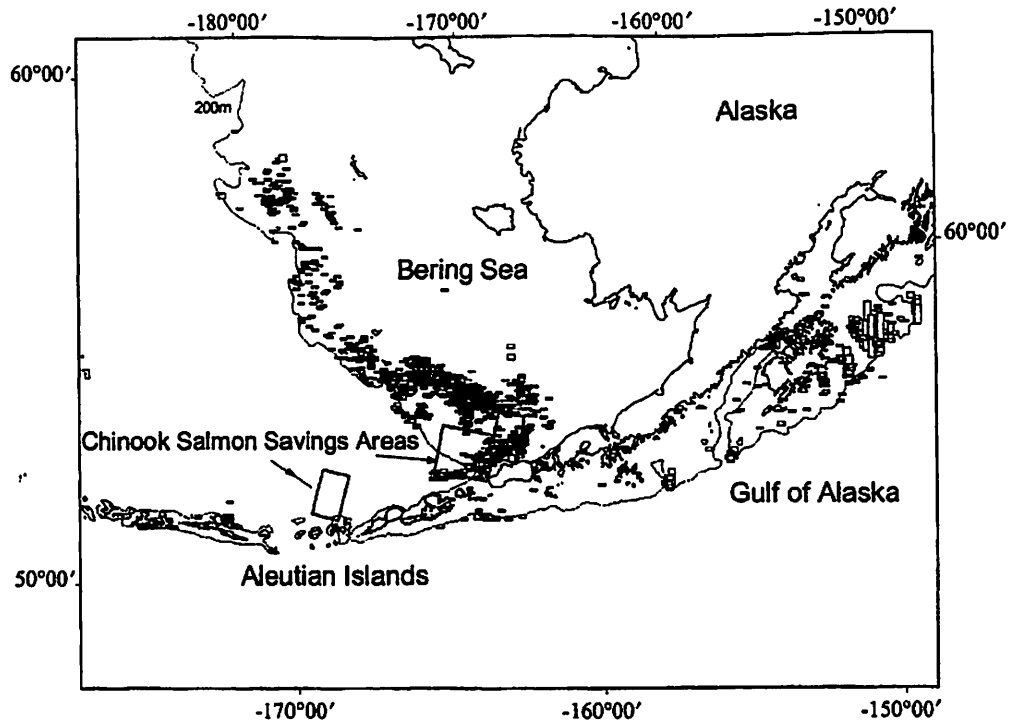 -180°00′ -170°00′ -160°00′ -150°00′
60°00′
200m
Alaska
60°00′
Bering Sea
Chinook Salmon Savings Areas
Gulf of Alaska
Aleutian Islands
50°00′
-170°00′ -160°00′ -150°00′